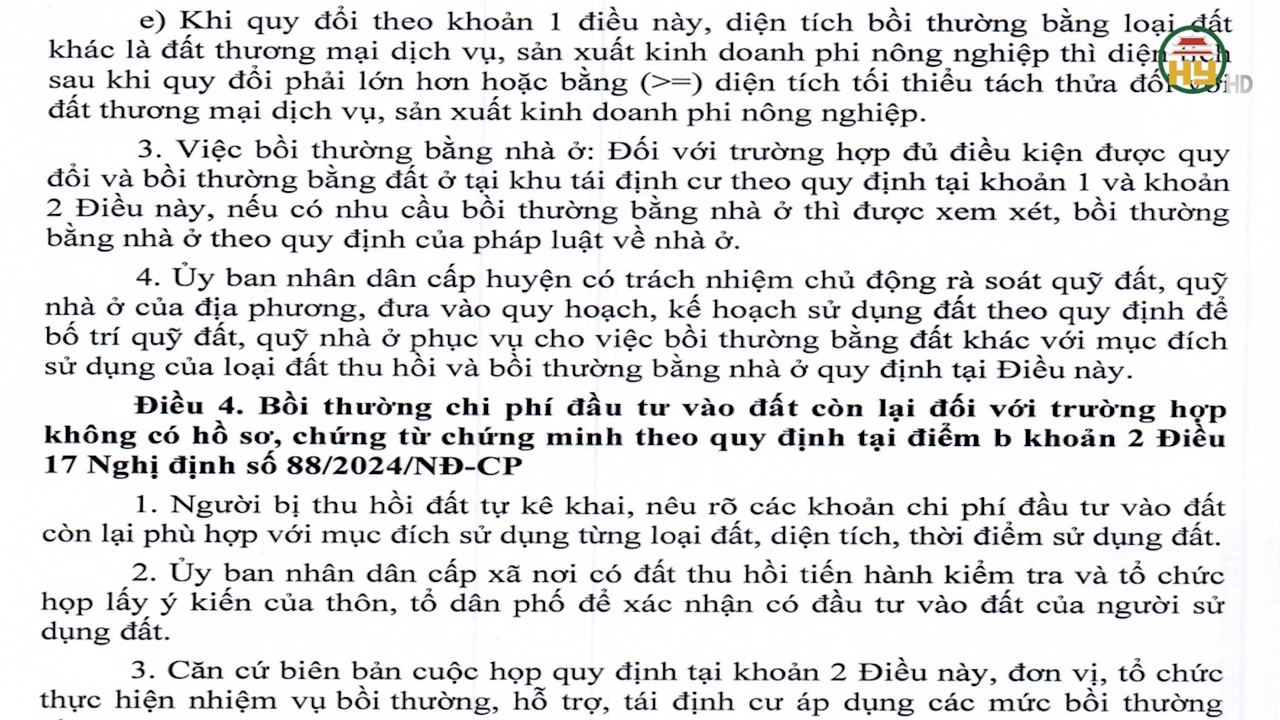 e) Khi quy đổi theo khoản 1 điều này, diện tích bồi thường bằng loại đất
khác là đất thương mại dịch vụ, sản xuất kinh doanh phi nông nghiệp thì diện tích
sau khi quy đổi phải lớn hơn hoặc bằng (>=) diện tích tối thiểu tách thửa đối với
đất thương mại dịch vụ, sản xuất kinh doanh phi nông nghiệp.
HY HD
3. Việc bồi thường bằng nhà ở: Đối với trường hợp đủ điều kiện được quy
đổi và bồi thường bằng đất ở tại khu tái định cư theo quy định tại khoản 1 và khoản
2 Điều này, nếu có nhu cầu bồi thường bằng nhà ở thì được xem xét, bồi thường
bằng nhà ở theo quy định của pháp luật về nhà ở.
4. Ủy ban nhân dân cấp huyện có trách nhiệm chủ động rà soát quỹ đất, quỹ
nhà ở của địa phương, đưa vào quy hoạch, kế hoạch sử dụng đất theo quy định để
bố trí quỹ đất, quỹ nhà ở phục vụ cho việc bồi thường bằng đất khác với mục đích
sử dụng của loại đất thu hồi và bồi thường bằng nhà ở quy định tại Điều này.
Điều 4. Bồi thường chi phí đầu tư vào đất còn lại đối với trường hợp
không có hồ sơ, chứng từ chứng minh theo quy định tại điểm b khoản 2 Điều
17 Nghị định số 88/2024/NĐ-CP
1. Người bị thu hồi đất tự kê khai, nêu rõ các khoản chi phí đầu tư vào đất
còn lại phù hợp với mục đích sử dụng từng loại đất, diện tích, thời điểm sử dụng đất.
2. Ủy ban nhân dân cấp xã nơi có đất thu hồi tiến hành kiểm tra và tổ chức
họp lấy ý kiến của thôn, tổ dân phố để xác nhận có đầu tư vào đất của người sử
dụng đất.
3. Căn cứ biên bản cuộc họp quy định tại khoản 2 Điều này, đơn vị, tổ chức
thực hiện nhiệm vụ bồi thường, hỗ trợ, tái định cư áp dụng các mức bồi thường